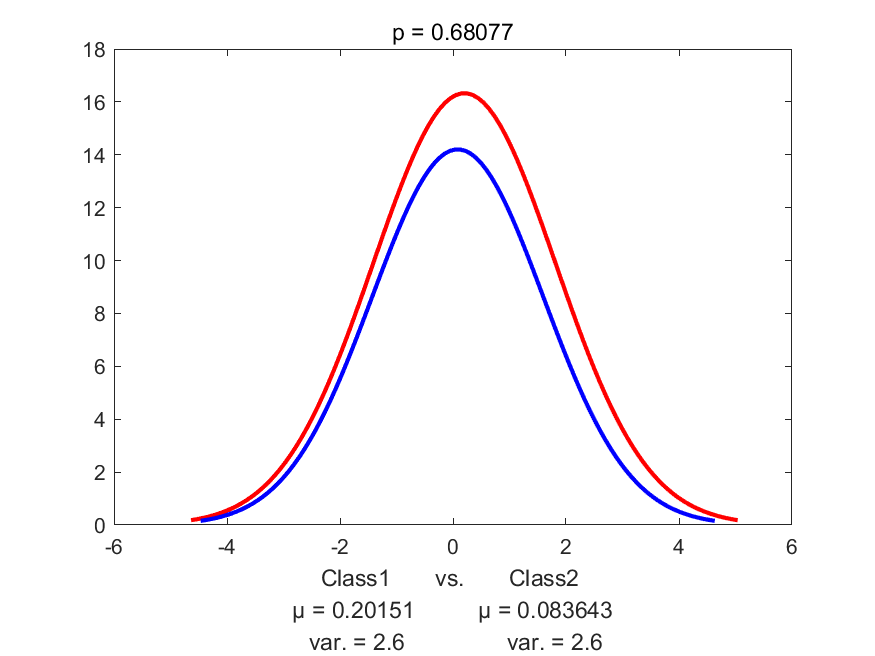 p = 0.68077
18
16
14
12
10
8
6
4
2
0
-6 -4 -2 0 2 4 6
Class1 vs. Class2
μ = 0.20151 μ = 0.083643
var. = 2.6 var. = 2.6